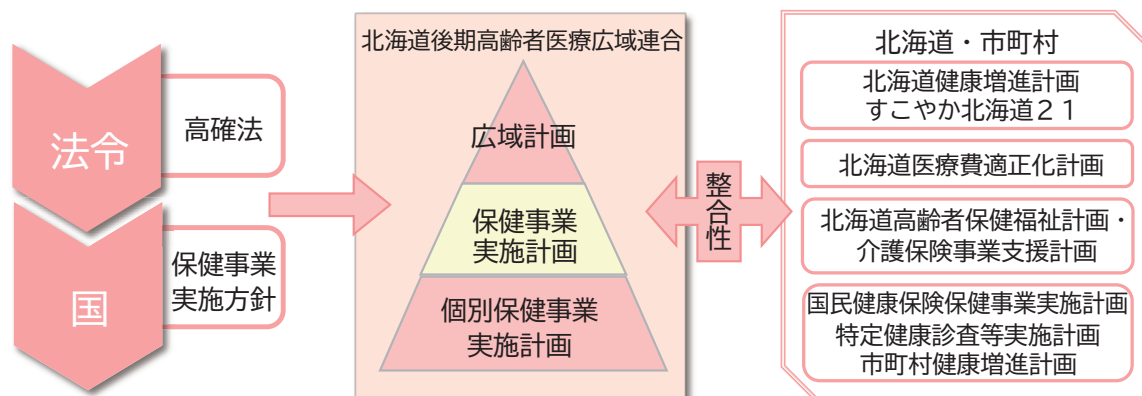 法令
高確法
国
保健事業
実施方針
北海道後期高齢者医療広域連合
広域計画
保健事業
実施計画
個別保健事業
実施計画
整合性
北海道・市町村
北海道健康増進計画
すこやか北海道２１
北海道医療費適正化計画
北海道高齢者保健福祉計画・
介護保険事業支援計画
国民健康保険保健事業実施計画
特定健康診査等実施計画
市町村健康増進計画